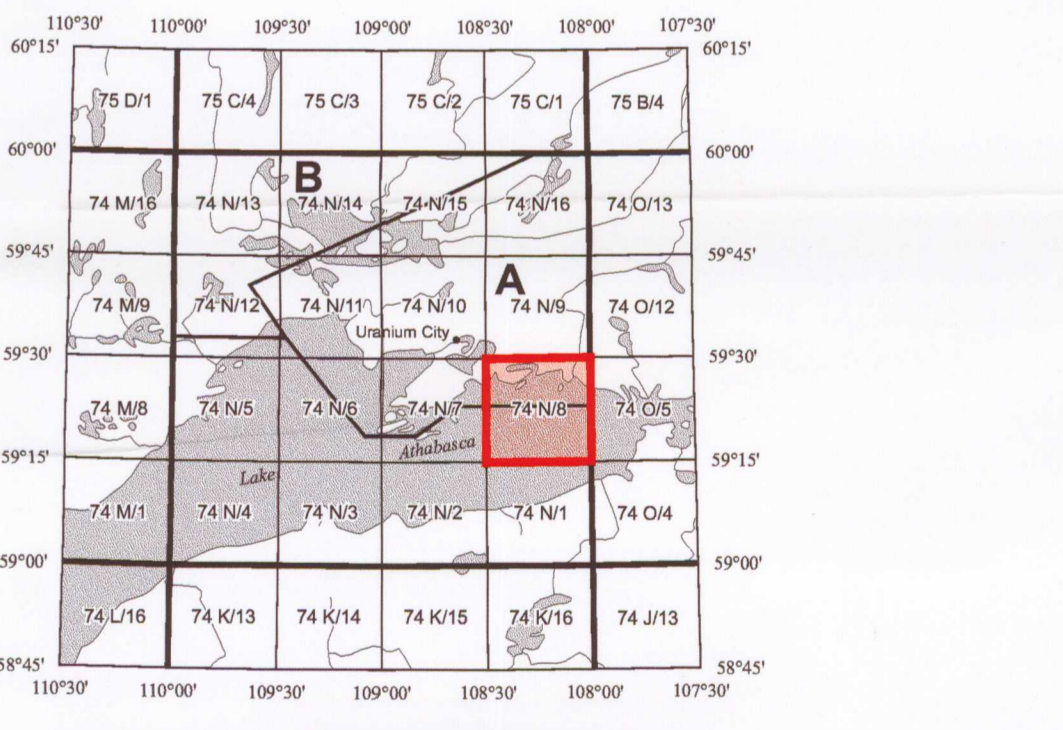 110°30' 110°00' 109°30' 109°00' 108°30' 108°00' 107°30'
60°15' 60°15'
75 D/1 75 C/4 75 C/3 75 C/2 75 C/1 75 B/4
60°00' 60°00'
B
74 M/16 74 N/13 74 N/14 74 N/15 74 N/16 74 O/13
59°45' 59°45'
A
74 M/9 74 N/12 74 N/11 74 N/10 74 N/9 74 O/12
Uranium City
59°30' 59°30'
74 M/8 74 N/5 74 N/6 74 N/7 74 N/8 74 O/5
Athabasca
59°15' 59°15'
Lake
74 M/1 74 N/4 74 N/3 74 N/2 74 N/1 74 O/4
59°00' 59°00'
74 L/16 74 K/13 74 K/14 74 K/15 74 K/16 74 J/13
58°45' 58°45'
110°30' 110°00' 109°30' 109°00' 108°30' 108°00' 107°30'